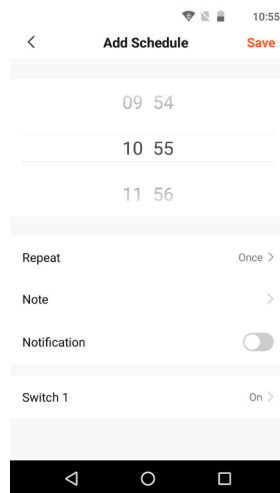 10:55
Add Schedule Save
09 54
10 55
11 56
Repeat Once
Note
Notification
Switch 1 On